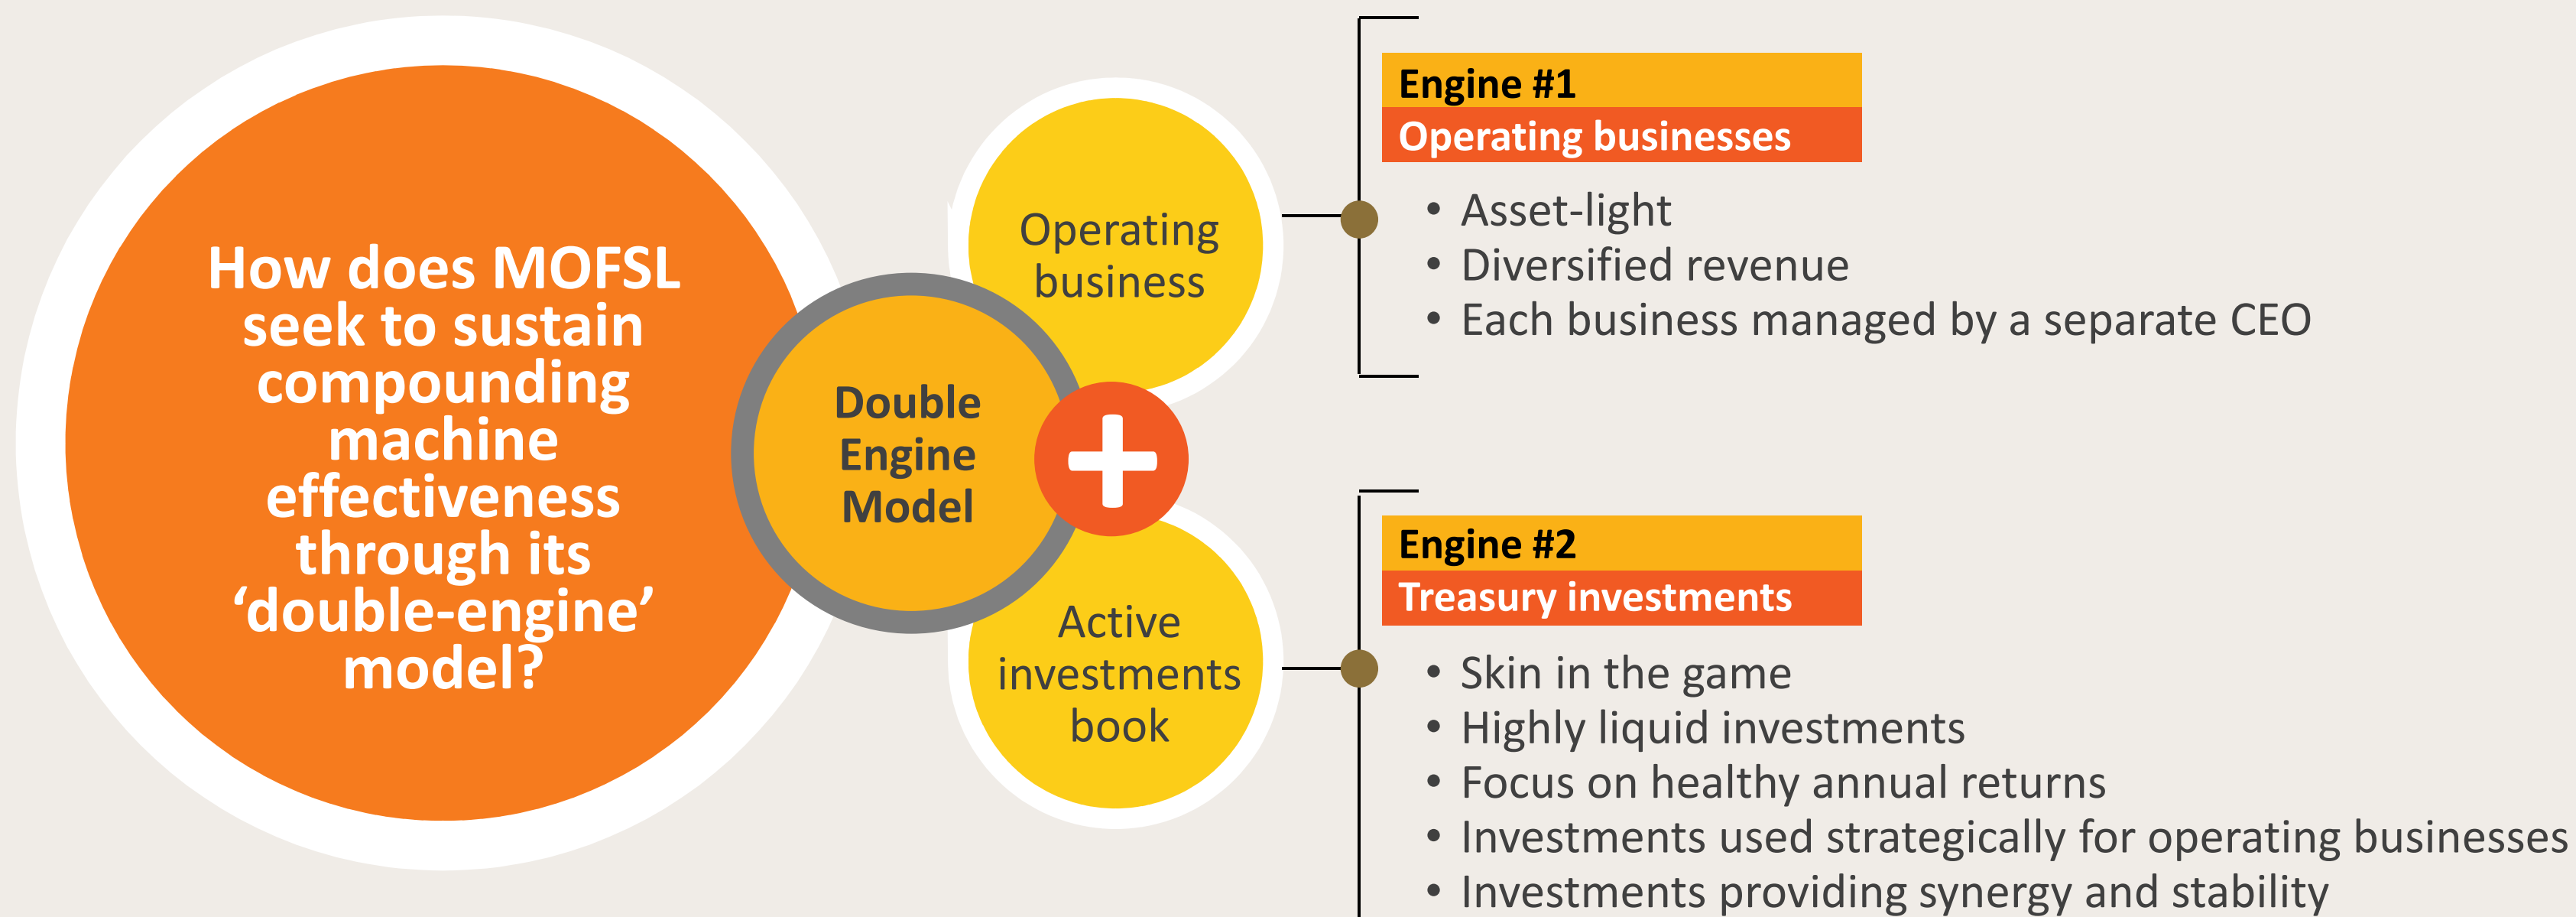 How does MOFSL
seek to sustain
compounding
machine
effectiveness
through its
‘double-engine’
model?
Double
Engine
Model
+
Operating
business
Active
investments
book
Engine #1
Operating businesses
• Asset-light
• Diversified revenue
• Each business managed by a separate CEO
Engine #2
Treasury investments
• Skin in the game
• Highly liquid investments
• Focus on healthy annual returns
• Investments used strategically for operating businesses
• Investments providing synergy and stability